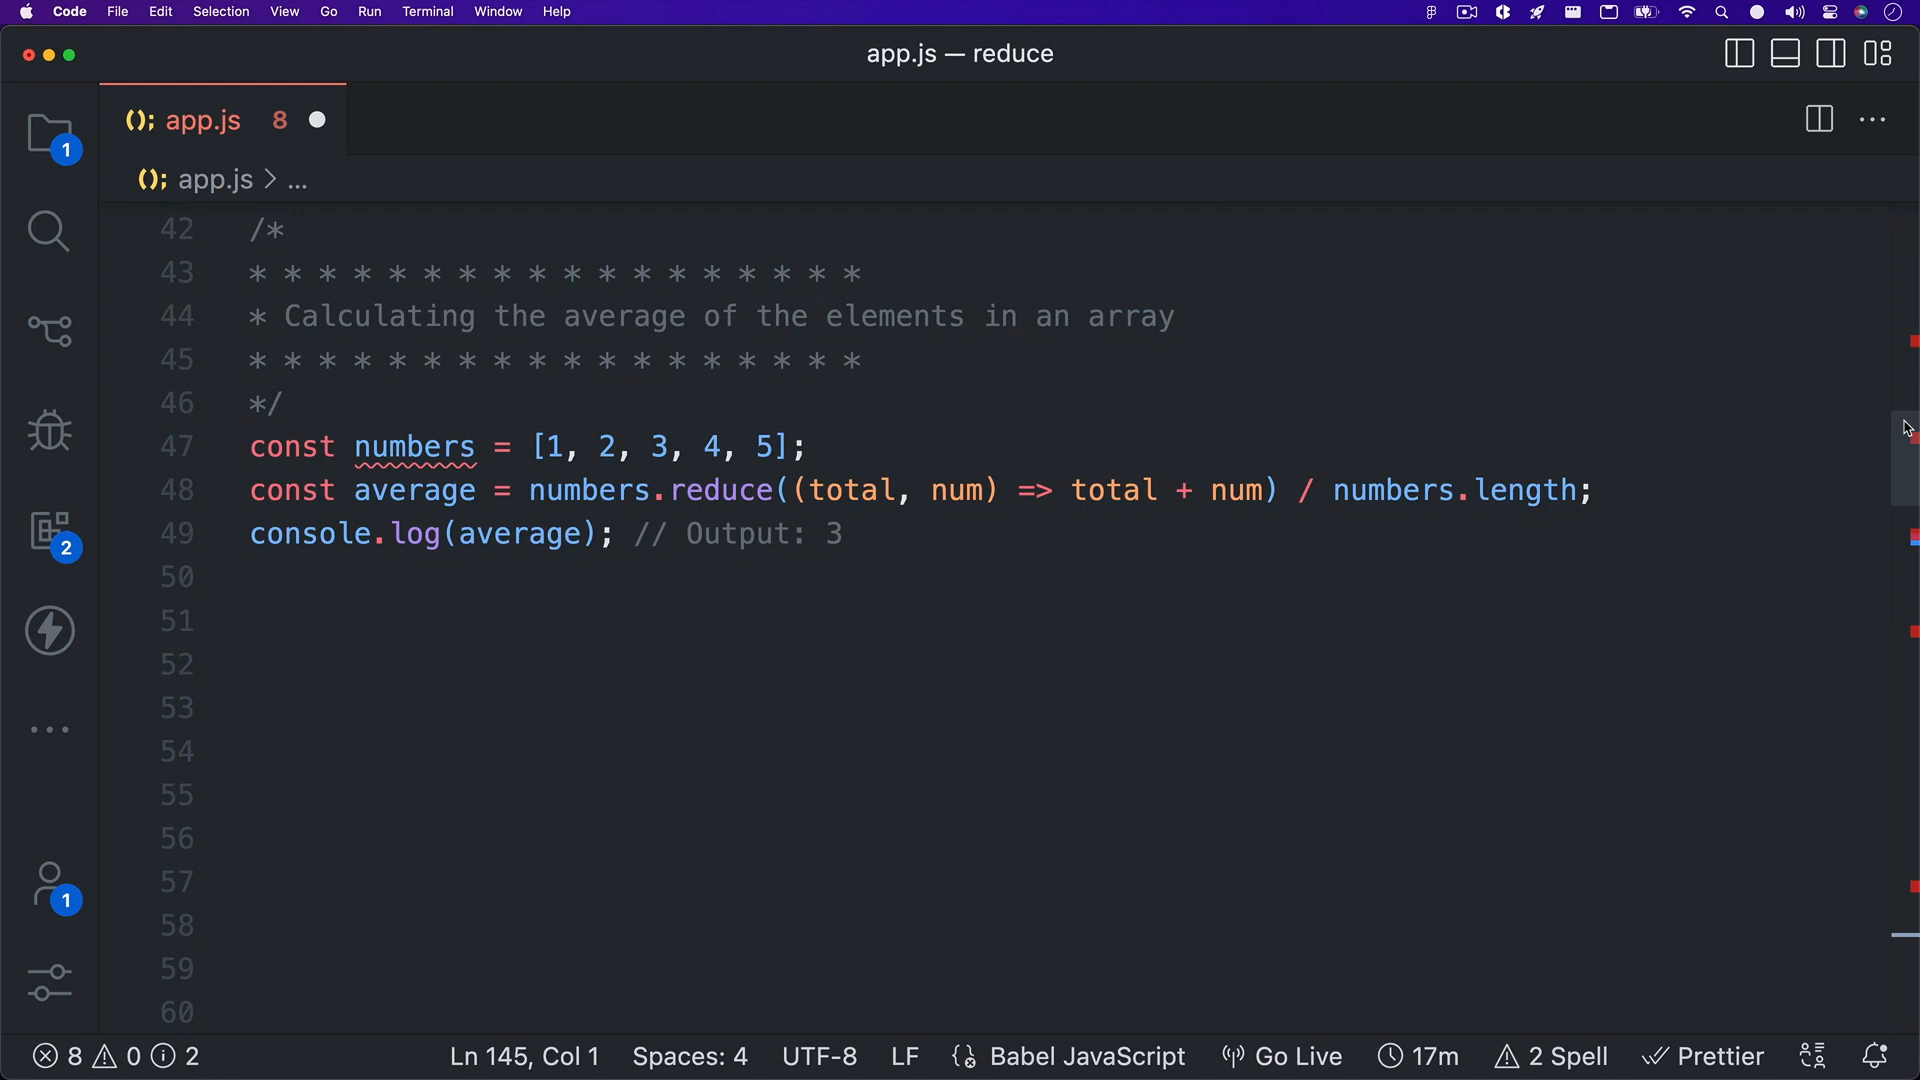 Code File Edit Selection View Go Run Terminal Window Help
app.js — reduce
(); app.js 8
(); app.js > ...
1
2
1
42 /*
43 * * * * * * * * * * * * * * * * * *
44 * Calculating the average of the elements in an array
45 * * * * * * * * * * * * * * * * * *
46 */
47 const numbers = [1, 2, 3, 4, 5];
48 const average = numbers.reduce((total, num) => total + num) / numbers.length;
49 console.log(average); // Output: 3
50
51
52
53
54
55
56
57
58
59
60
8 0 2 Ln 145, Col 1 Spaces: 4 UTF-8 LF Babel JavaScript Go Live 17m 2 Spell Prettier